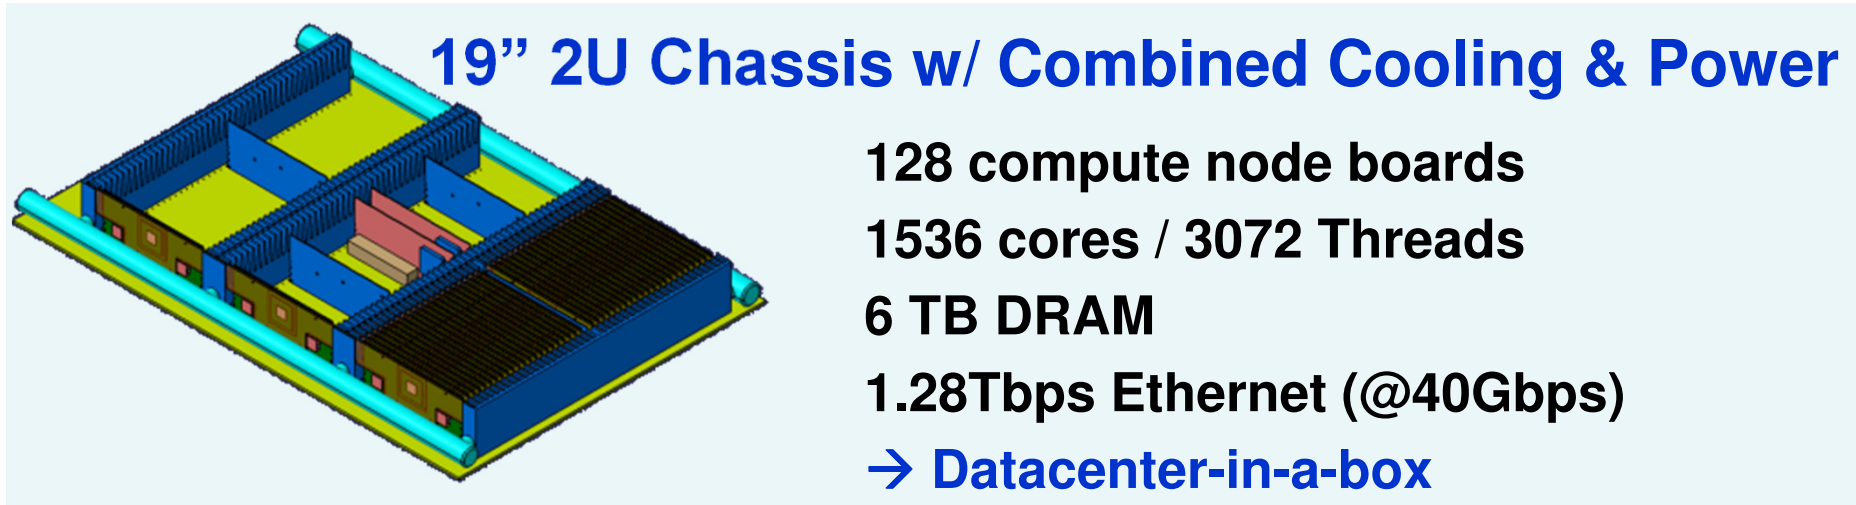 19” 2U Chassis w/ Combined Cooling & Power
128 compute node boards
1536 cores / 3072 Threads
6 TB DRAM
1.28Tbps Ethernet (@40Gbps)
→ Datacenter-in-a-box